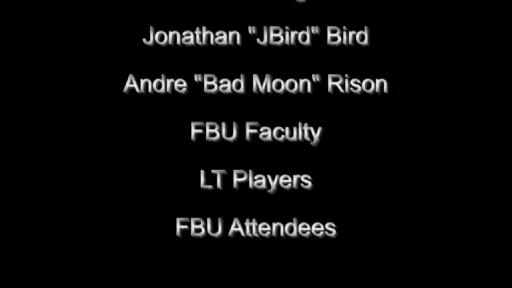 Jonathan "JBird" Bird
Andre "Bad Moon" Rison
FBU Faculty
LT Players
FBU Attendees